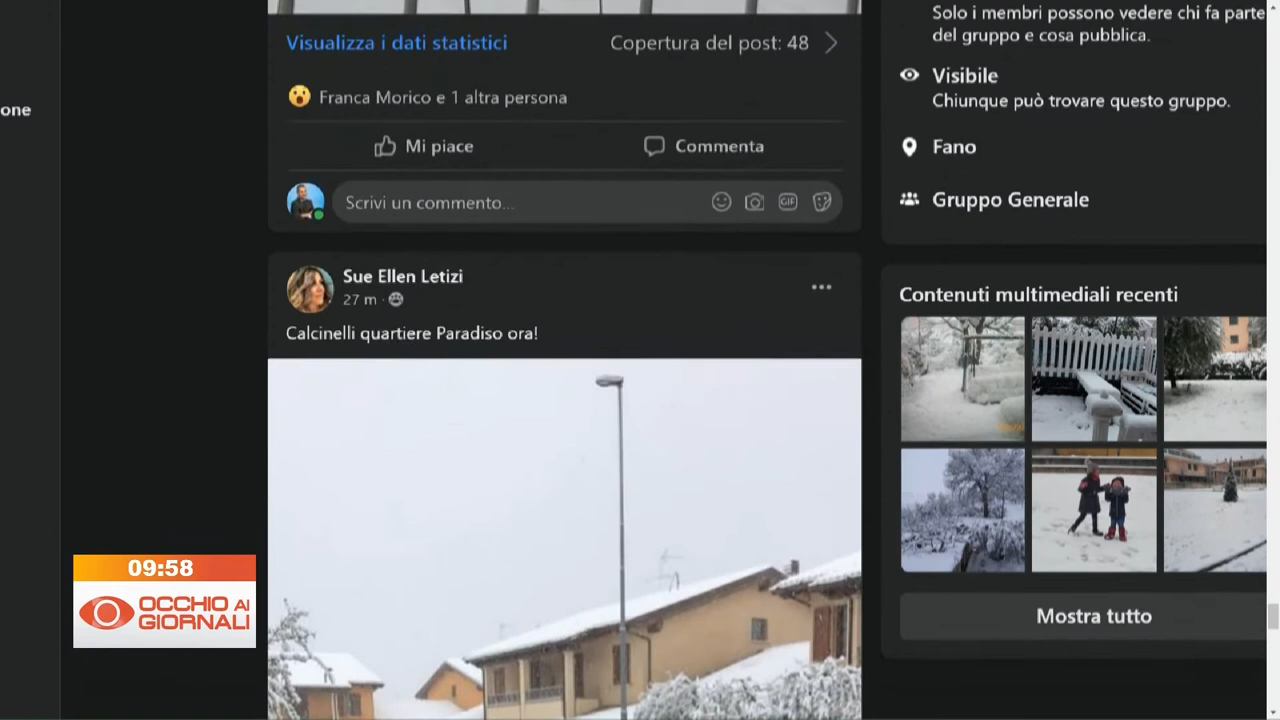 Solo i membri possono vedere chi fa parte
del gruppo e cosa pubblica.
Visualizza i dati statistici
Copertura del post: 48
Visibile
Chiunque può trovare questo gruppo.
one
Franca Morico e 1 altra persona
Mi piace
Commenta
Fano
Scrivi un commento...
GIF
Gruppo Generale
Sue Ellen Letizi
27 m ·
Calcinelli quartiere Paradiso ora!
Contenuti multimediali recenti
Mostra tutto
09:58
OCCHIO AI
GIORNALI